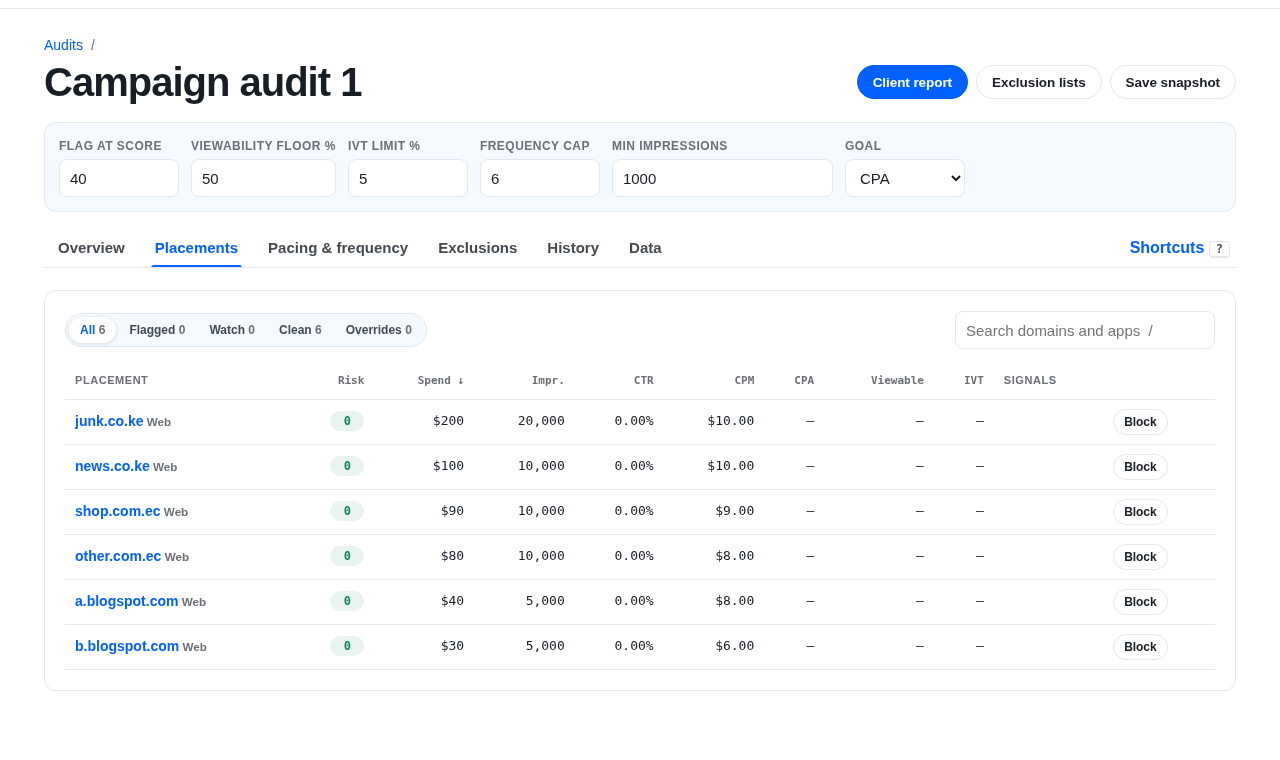 Audits /
Campaign audit 1
Client report Exclusion lists Save snapshot
FLAG AT SCORE VIEWABILITY FLOOR % IVT LIMIT % FREQUENCY CAP MIN IMPRESSIONS GOAL
40 50 5 6 1000 CPA
Overview Placements Pacing & frequency Exclusions History Data Shortcuts ?
All 6 Flagged 0 Watch 0 Clean 6 Overrides 0 Search domains and apps /
PLACEMENT Risk Spend ↓ Impr. CTR CPM CPA Viewable IVT SIGNALS
junk.co.ke Web 0 $200 20,000 0.00% $10.00 – – – Block
news.co.ke Web 0 $100 10,000 0.00% $10.00 – – – Block
shop.com.ec Web 0 $90 10,000 0.00% $9.00 – – – Block
other.com.ec Web 0 $80 10,000 0.00% $8.00 – – – Block
a.blogspot.com Web 0 $40 5,000 0.00% $8.00 – – – Block
b.blogspot.com Web 0 $30 5,000 0.00% $6.00 – – – Block